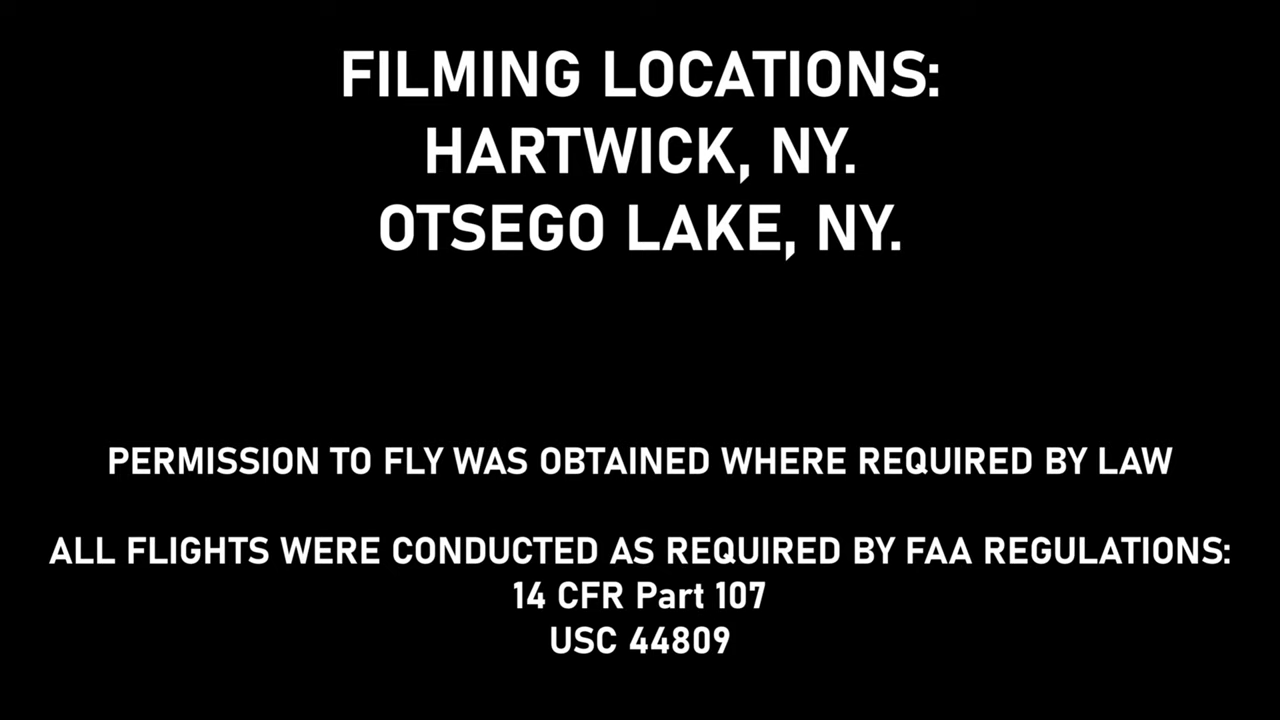 FILMING LOCATIONS:
HARTWICK, NY.
OTSEGO LAKE, NY.
PERMISSION TO FLY WAS OBTAINED WHERE REQUIRED BY LAW
ALL FLIGHTS WERE CONDUCTED AS REQUIRED BY FAA REGULATIONS:
14 CFR Part 107
USC 44809